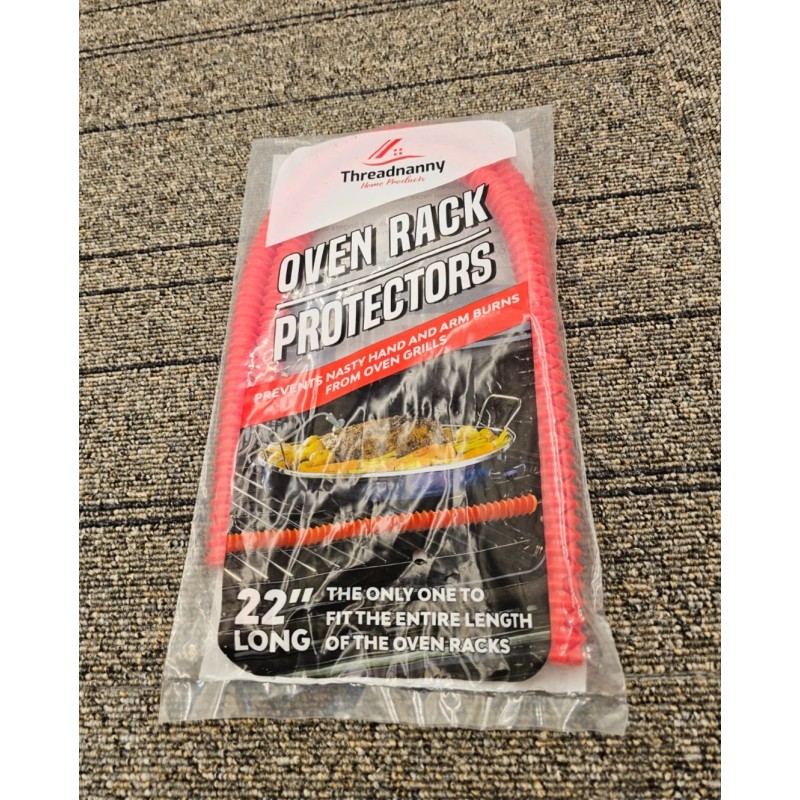 Threadnanny
Home Products
OVEN RACK
PROTECTORS
PREVENTS NASTY HAND AND ARM BURNS
FROM OVEN GRILLS
22" THE ONLY ONE TO
LONG FIT THE ENTIRE LENGTH
OF THE OVEN RACKS